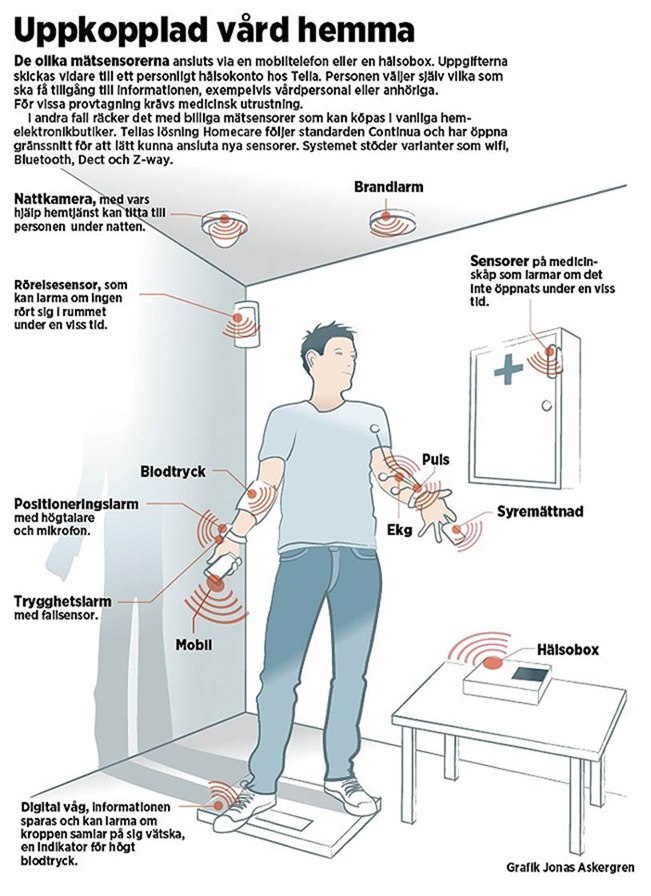 Uppkopplad vård hemma
De olika mätsensorerna ansluts via en mobiltelefon eller en hälsobox. Uppgifterna
skickas vidare till ett personligt hälsokonto hos Telia. Personen väljer själv vilka som
ska få tillgång till informationen, exempelvis vårdpersonal eller anhöriga.
För vissa provtagning krävs medicinsk utrustning.
I andra fall räcker det med billiga mätsensorer som kan köpas i vanliga hem-
elektronikbutiker. Telias lösning Homecare följer standarden Continua och har öppna
gränssnitt för att lätt kunna ansluta nya sensorer. Systemet stöder varianter som wifi,
Bluetooth, Dect och Z-way.
Nattkamera, med vars
hjälp hemtjänst kan titta till
personen under natten.
Brandlarm
Sensorer på medicin-
skåp som larmar om det
inte öppnats under en viss
tid.
Rörelsesensor, som
kan larma om ingen
rört sig i rummet
under en viss tid.
Blodtryck
Puls
Positioneringslarm
med högtalare
och mikrofon.
Ekg
Syremättnad
Trygghetslarm
med fallsensor.
Mobil
Hälsobox
Digital våg, informationen
sparas och kan larma om
kroppen samlar på sig vätska,
en indikator för högt
blodtryck.
Grafik Jonas Askergren